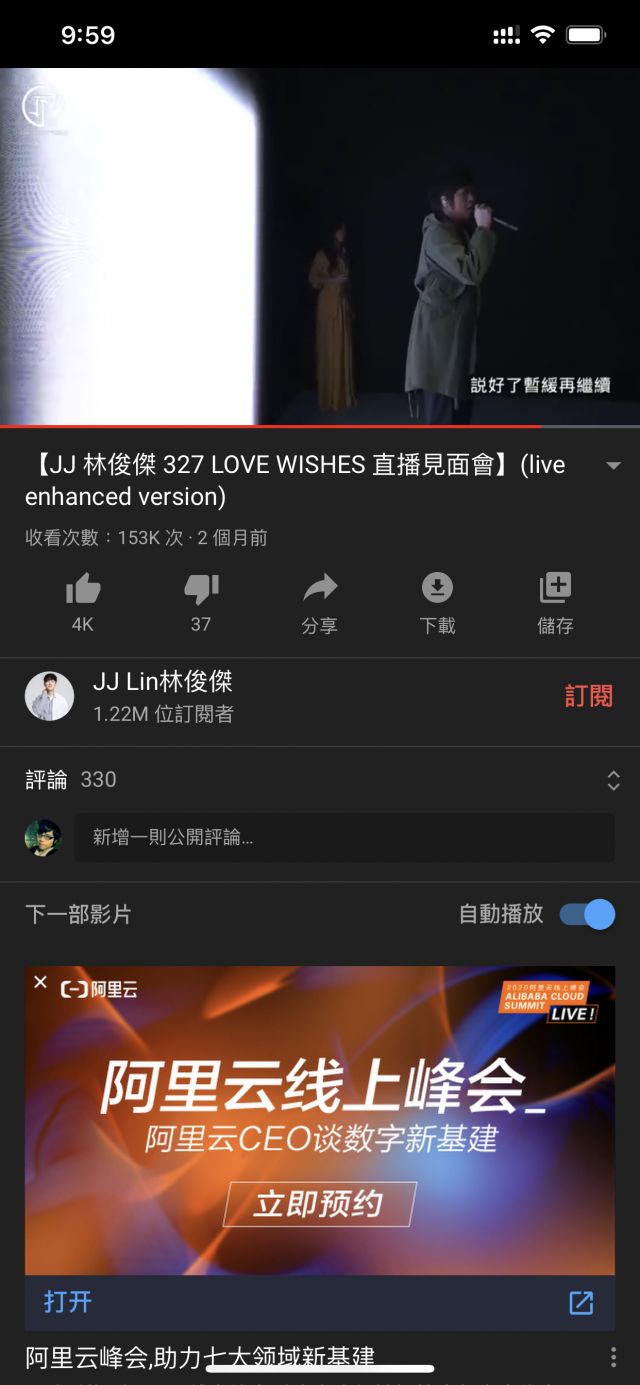 9:59
説好了暫緩再繼續
【JJ 林俊傑 327 LOVE WISHES 直播見面會】(live
enhanced version)
收看次數：153K 次 · 2 個月前
4K
37
分享
下載
儲存
JJ Lin林俊傑
1.22M 位訂閱者
訂閱
評論 330
新增一則公開評論...
下一部影片
自動播放
阿里云
2020阿里云线上峰会
ALIBABA CLOUD
SUMMIT LIVE!
阿里云线上峰会_
阿里云CEO谈数字新基建
立即预约
打开
阿里云峰会,助力七大领域新基建